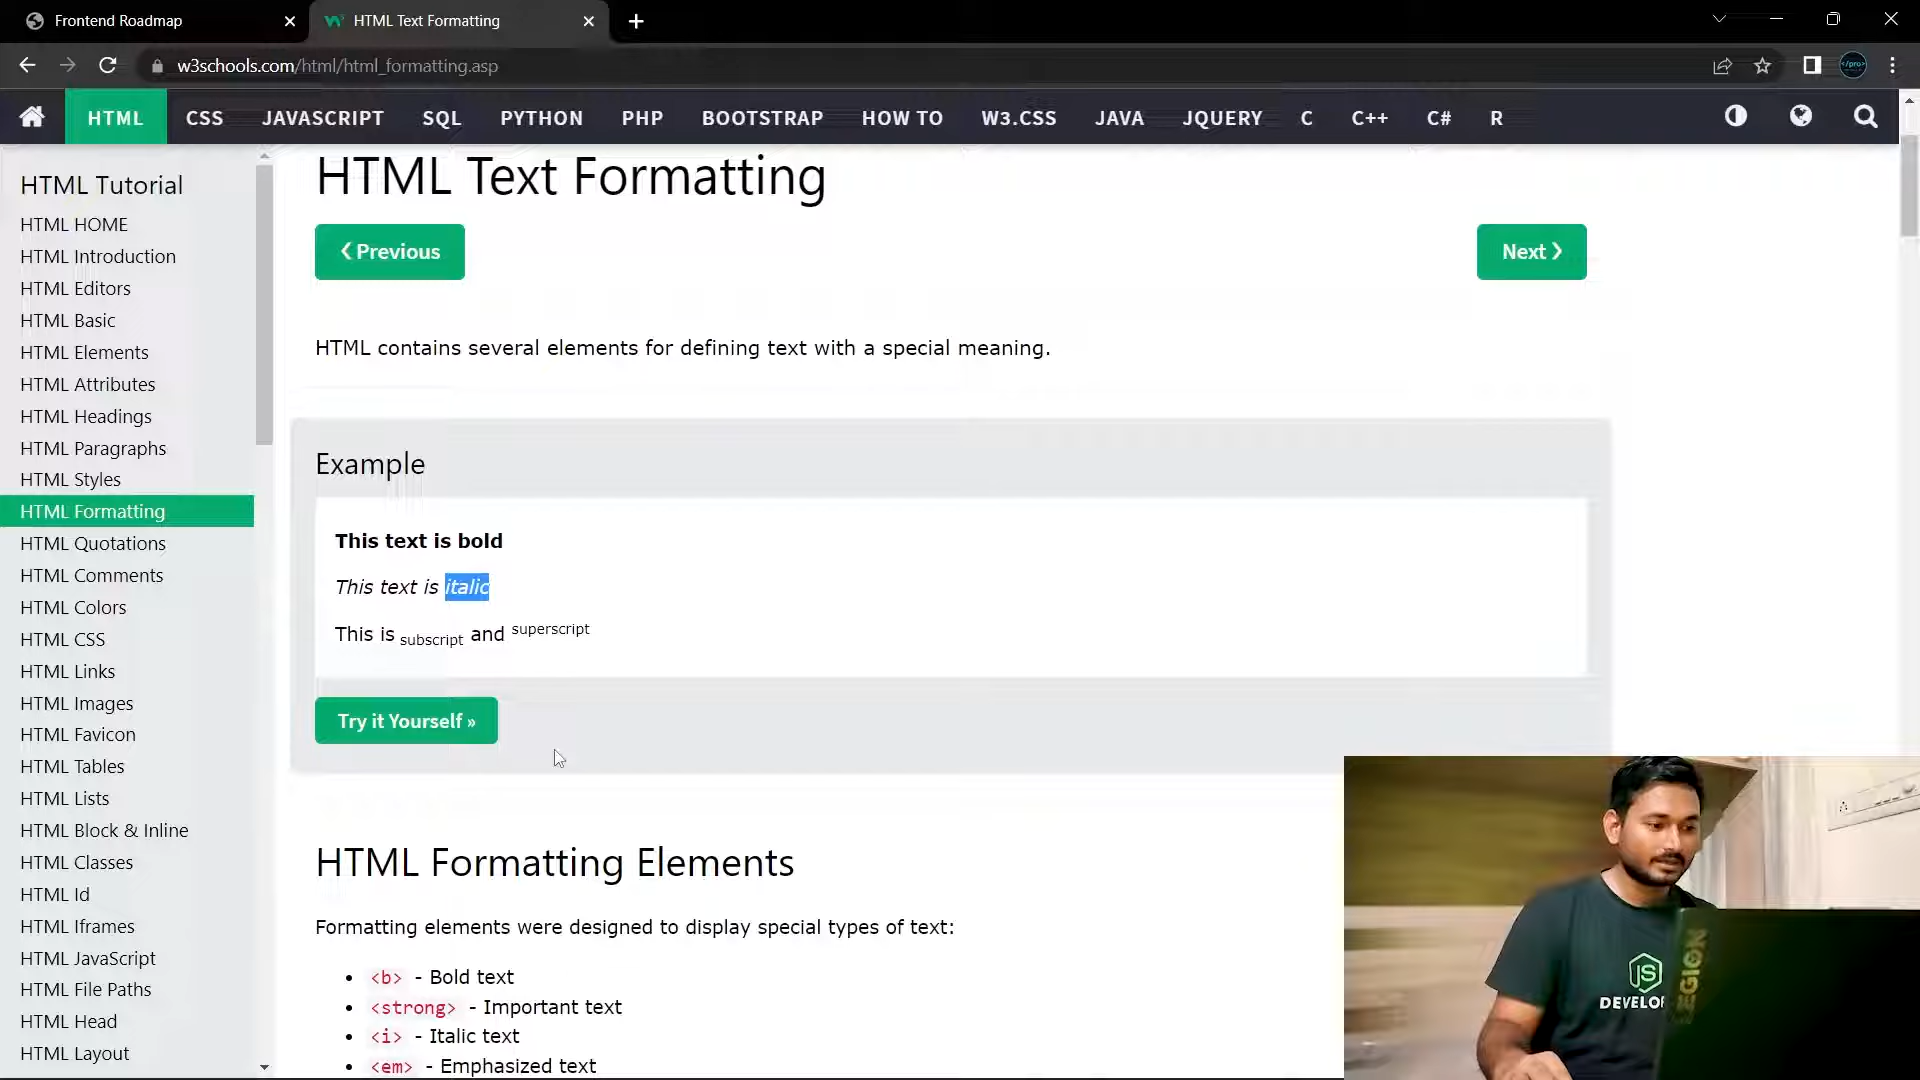 Frontend Roadmap
HTML Text Formatting
w3schools.com/html/html_formatting.asp
</pro>
HTML CSS JAVASCRIPT SQL PYTHON PHP BOOTSTRAP HOW TO W3.CSS JAVA JQUERY C C++ C# R
HTML Tutorial
HTML HOME
HTML Introduction
HTML Editors
HTML Basic
HTML Elements
HTML Attributes
HTML Headings
HTML Paragraphs
HTML Styles
HTML Formatting
HTML Quotations
HTML Comments
HTML Colors
HTML CSS
HTML Links
HTML Images
HTML Favicon
HTML Tables
HTML Lists
HTML Block & Inline
HTML Classes
HTML Id
HTML Iframes
HTML JavaScript
HTML File Paths
HTML Head
HTML Layout
HTML Text Formatting
❮ Previous
Next ❯
HTML contains several elements for defining text with a special meaning.
Example
This text is bold
This text is italic
This is subscript and superscript
Try it Yourself »
HTML Formatting Elements
Formatting elements were designed to display special types of text:
• <b> - Bold text
• <strong> - Important text
• <i> - Italic text
• <em> - Emphasized text
JS
DEVELO
EGION